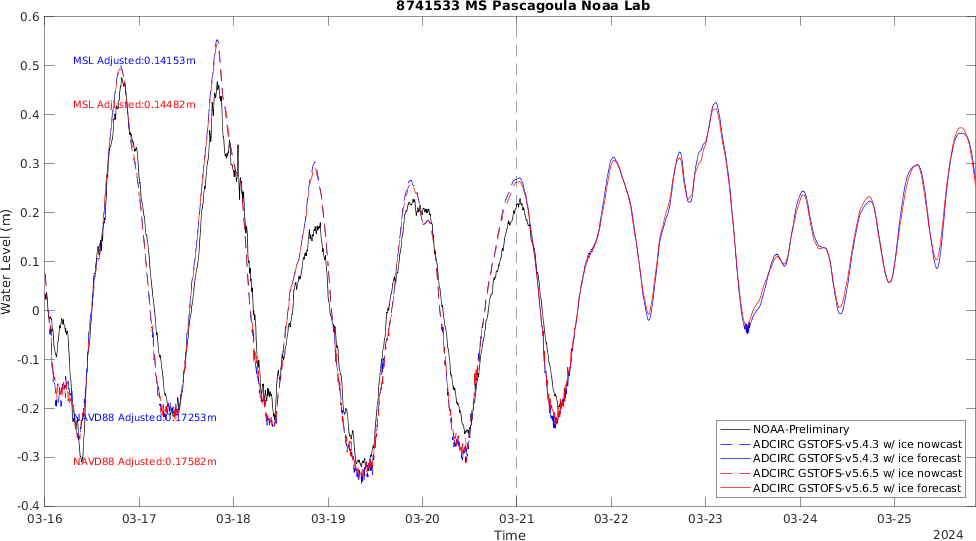 8741533 MS Pascagoula Noaa Lab
0.6
0.5
0.4
0.3
0.2
0.1
0
-0.1
-0.2
-0.3
-0.4
Water Level (m)
MSL Adjusted:0.14153m
MSL Adjusted:0.14482m
NAVD88 Adjusted:0.17253m
NAVD88 Adjusted:0.17582m
NOAA-Preliminary
ADCIRC GSTOFS-v5.4.3 w/ ice nowcast
ADCIRC GSTOFS-v5.4.3 w/ ice forecast
ADCIRC GSTOFS-v5.6.5 w/ ice nowcast
ADCIRC GSTOFS-v5.6.5 w/ ice forecast
03-16 03-17 03-18 03-19 03-20 03-21 03-22 03-23 03-24 03-25
Time
2024